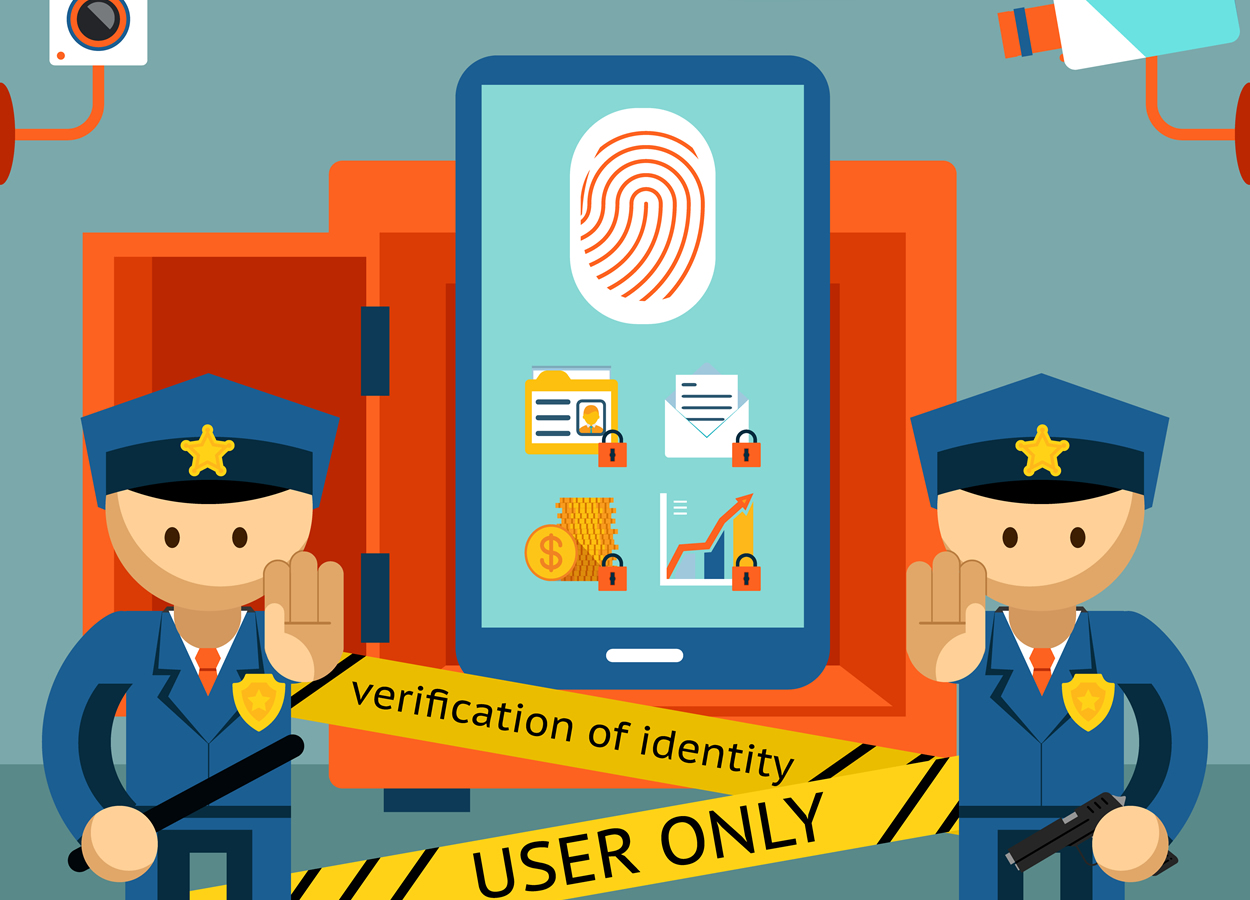 $
verification of identity
USER ONLY